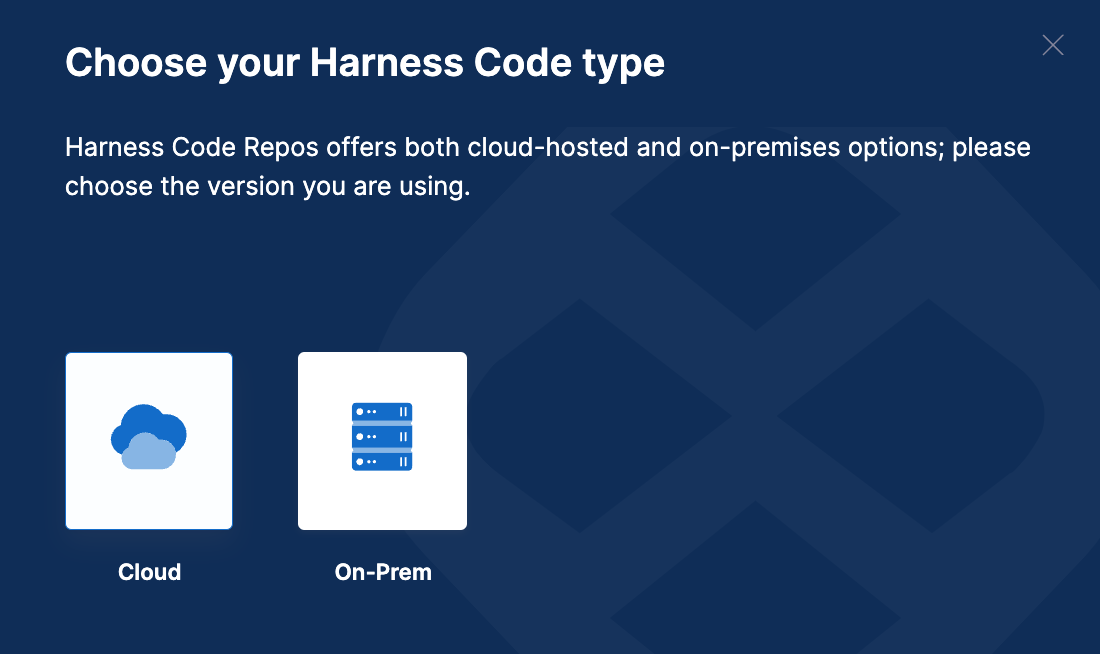 Choose your Harness Code type
Harness Code Repos offers both cloud-hosted and on-premises options; please
choose the version you are using.
Cloud
On-Prem